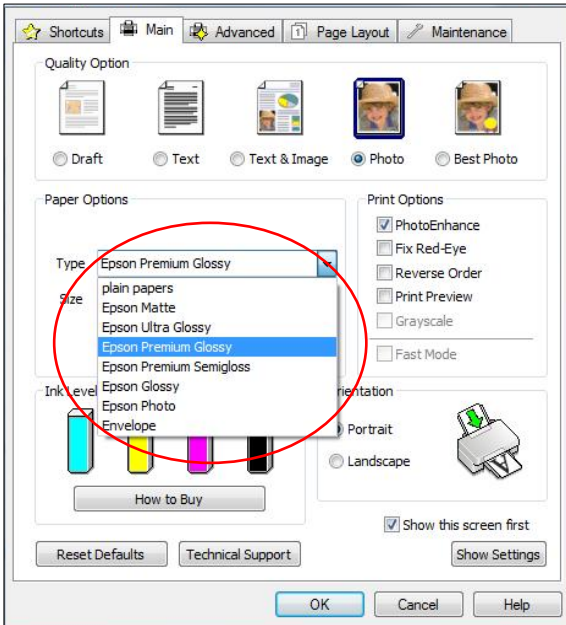 Shortcuts Main Advanced 1 Page Layout Maintenance
Quality Option
Draft Text Text & Image Photo Best Photo
Paper Options
Print Options
PhotoEnhance
Fix Red-Eye
Reverse Order
Print Preview
Grayscale
Fast Mode
Type Epson Premium Glossy
Size
plain papers
Epson Matte
Epson Ultra Glossy
Epson Premium Glossy
Epson Premium Semigloss
Epson Glossy
Epson Photo
Envelope
Ink Level
rientation
Portrait
Landscape
How to Buy
Show this screen first
Reset Defaults Technical Support Show Settings
OK Cancel Help